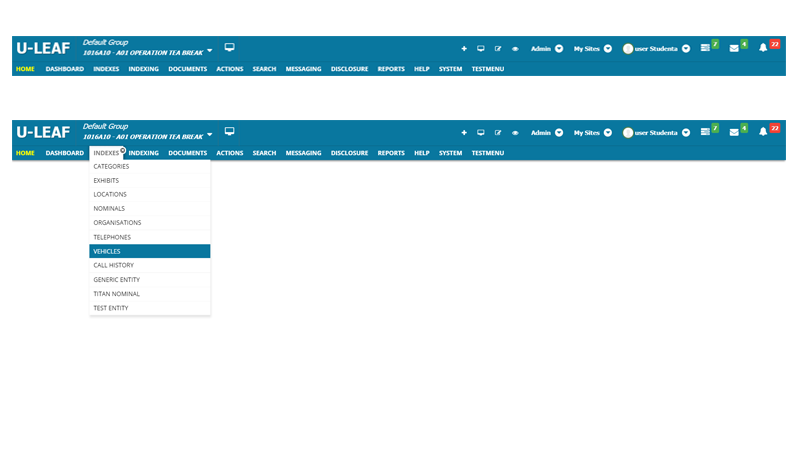 U-LEAF
Default Group
1016A10 - A01 OPERATION TEA BREAK
Admin
My Sites
user Studenta
7
4
22
HOME DASHBOARD INDEXES INDEXING DOCUMENTS ACTIONS SEARCH MESSAGING DISCLOSURE REPORTS HELP SYSTEM TESTMENU
U-LEAF
Default Group
1016A10 - A01 OPERATION TEA BREAK
Admin
My Sites
user Studenta
7
4
22
HOME DASHBOARD INDEXES INDEXING DOCUMENTS ACTIONS SEARCH MESSAGING DISCLOSURE REPORTS HELP SYSTEM TESTMENU
CATEGORIES
EXHIBITS
LOCATIONS
NOMINALS
ORGANISATIONS
TELEPHONES
VEHICLES
CALL HISTORY
GENERIC ENTITY
TITAN NOMINAL
TEST ENTITY